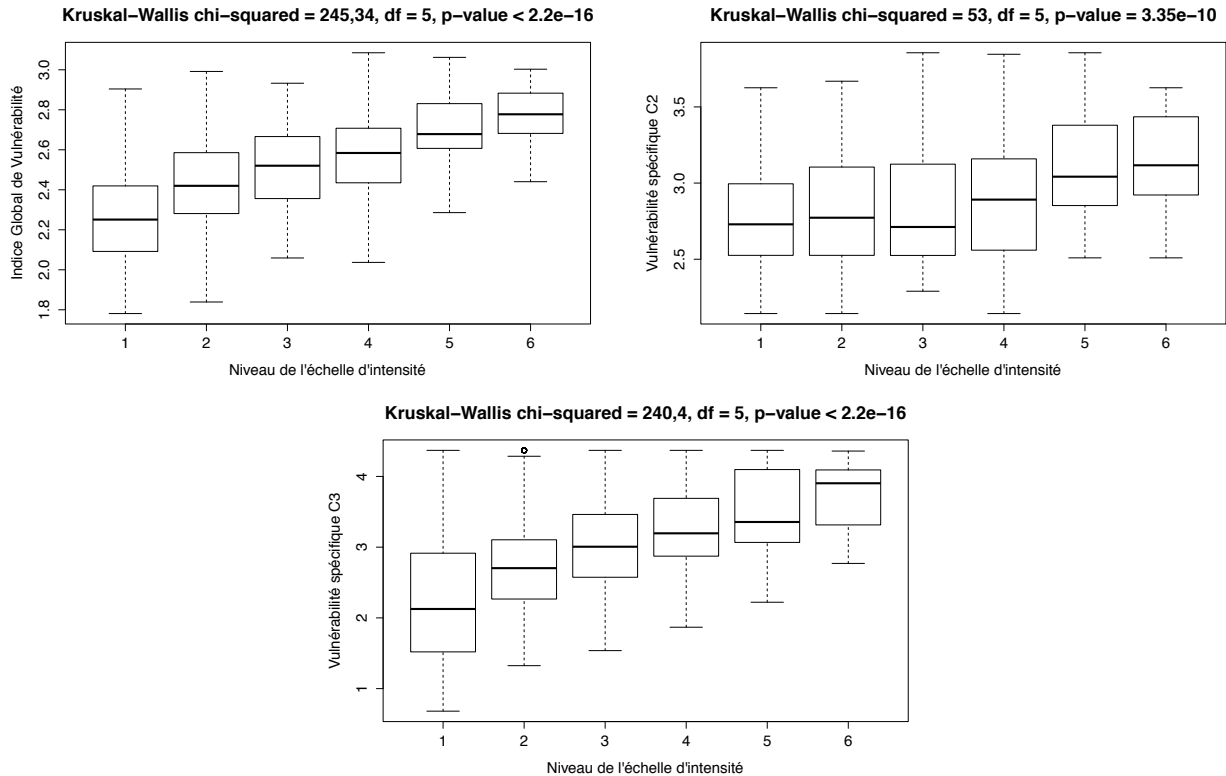 Kruskal−Wallis chi−squared = 245,34, df = 5, p−value < 2.2e−16
Indice Global de Vulnérabilité
3.0
2.8
2.6
2.4
2.2
2.0
1.8
1 2 3 4 5 6
Niveau de l'échelle d'intensité
Kruskal−Wallis chi−squared = 53, df = 5, p−value = 3.35e−10
Vulnérabilité spécifique C2
3.5
3.0
2.5
1 2 3 4 5 6
Niveau de l'échelle d'intensité
Kruskal−Wallis chi−squared = 240,4, df = 5, p−value < 2.2e−16
Vulnérabilité spécifique C3
4
3
2
1
1 2 3 4 5 6
Niveau de l'échelle d'intensité